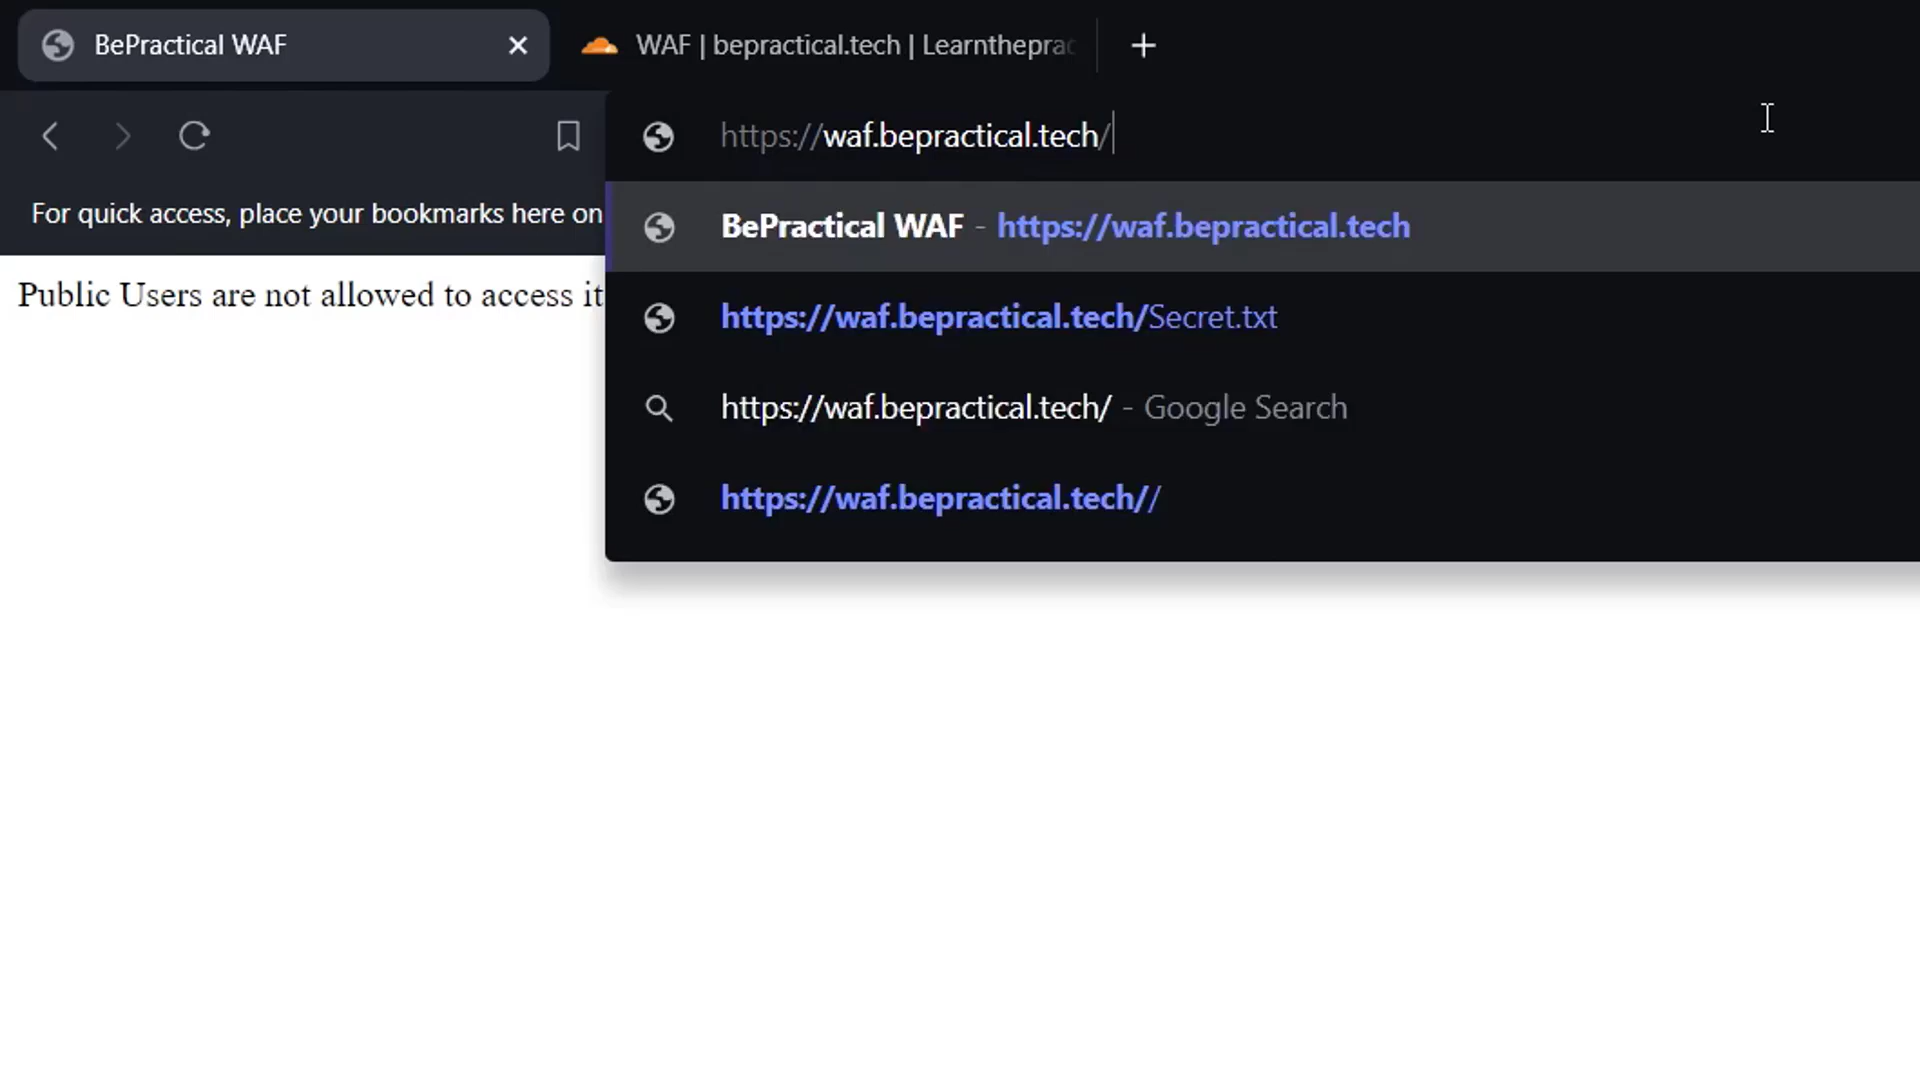 BePractical WAF
WAF | bepractical.tech | Learntheprac
https://waf.bepractical.tech/
For quick access, place your bookmarks here on
BePractical WAF - https://waf.bepractical.tech
Public Users are not allowed to access it
https://waf.bepractical.tech/Secret.txt
https://waf.bepractical.tech/ - Google Search
https://waf.bepractical.tech//